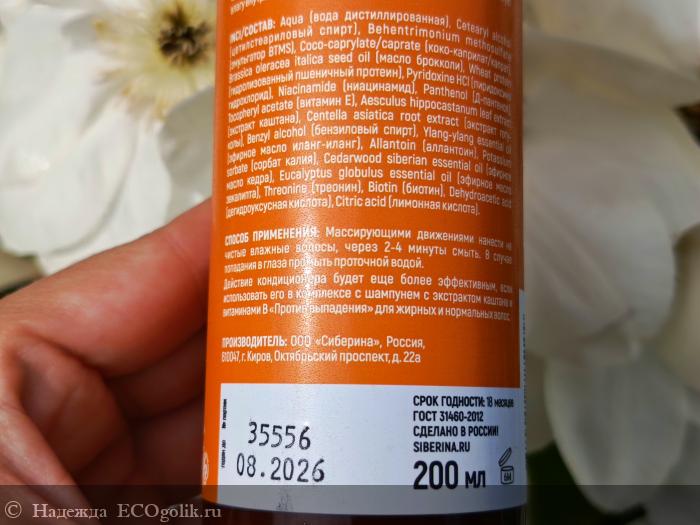 INCI/СОСТАВ: Aqua (вода дистиллированная), Cetearyl alcohol
(цетилстеариловый спирт), Behentrimonium methosulfate
(эмульгатор BTMS), Coco-caprylate/caprate (коко-каприлат/капрат),
Brassica oleracea italica seed oil (масло брокколи), Wheat protein
(гидролизованный пшеничный протеин), Pyridoxine HCl (пиридоксин
гидрохлорид), Niacinamide (ниацинамид), Panthenol (Д-пантенол),
Tocopheryl acetate (витамин Е), Aesculus hippocastanum leaf extract
(экстракт каштана), Centella asiatica root extract (экстракт готу-
колы), Benzyl alcohol (бензиловый спирт), Ylang-ylang essential oil
(эфирное масло иланг-иланг), Allantoin (аллантоин), Potassium
sorbate (сорбат калия), Cedarwood siberian essential oil (эфирное
масло кедра), Eucalyptus globulus essential oil (эфирное масло
эвкалипта), Threonine (треонин), Biotin (биотин), Dehydroacetic acid
(дегидроуксусная кислота), Citric acid (лимонная кислота).
СПОСОБ ПРИМЕНЕНИЯ: Массирующими движениями нанести на
чистые влажные волосы, через 2-4 минуты смыть. В случае
попадания в глаза промыть проточной водой.
Действие кондиционера будет еще более эффективным, если
использовать его в комплексе с шампунем с экстрактом каштана и
витаминами В «Против выпадения» для жирных и нормальных волос.
ПРОИЗВОДИТЕЛЬ: ООО «Сиберина», Россия,
610047, г. Киров, Октябрьский проспект, д. 22а
СРОК ГОДНОСТИ: 18 месяцев
ГОСТ 31460-2012
СДЕЛАНО В РОССИИ!
SIBERINA.RU
200 мл
6М
35556
08.2026
© Надежда ECOgolik.ru